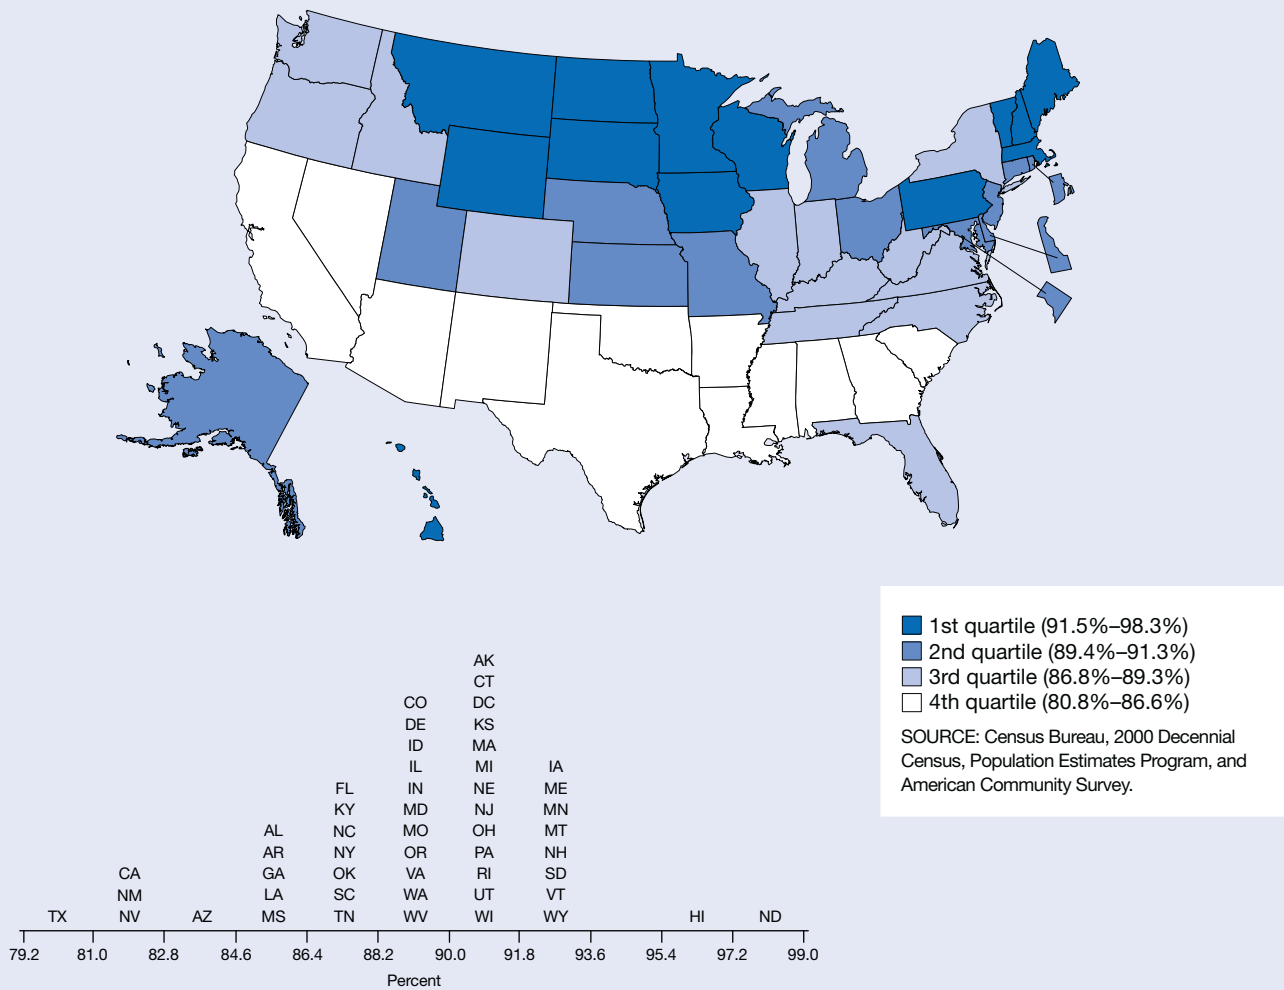 1st quartile (91.5%–98.3%)
2nd quartile (89.4%–91.3%)
3rd quartile (86.8%–89.3%)
4th quartile (80.8%–86.6%)
SOURCE: Census Bureau, 2000 Decennial
Census, Population Estimates Program, and
American Community Survey.
AK
CT
CO DC
DE KS
ID MA
IL MI IA
FL IN NE ME
KY MD NJ MN
AL NC MO OH MT
AR NY OR PA NH
CA GA OK VA RI SD
NM LA SC WA UT VT
TX NV AZ MS TN WV WI WY HI ND
79.2 81.0 82.8 84.6 86.4 88.2 90.0 91.8 93.6 95.4 97.2 99.0
Percent